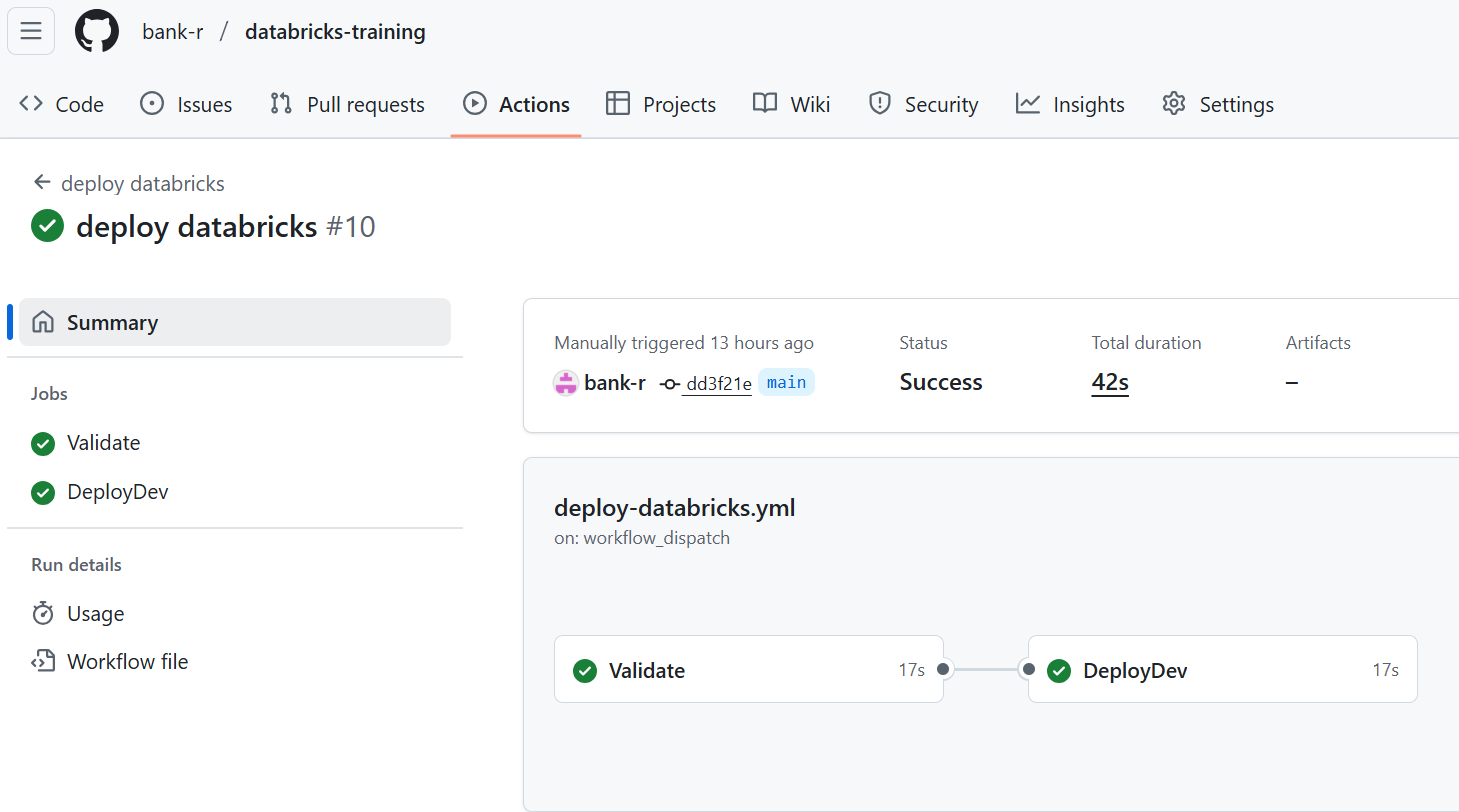 bank-r / databricks-training
Code Issues Pull requests Actions Projects Wiki Security Insights Settings
deploy databricks
deploy databricks #10
Summary
Jobs
Validate
DeployDev
Run details
Usage
Workflow file
Manually triggered 13 hours ago Status Total duration Artifacts
bank-r dd3f21e main Success 42s –
deploy-databricks.yml
on: workflow_dispatch
Validate 17s DeployDev 17s